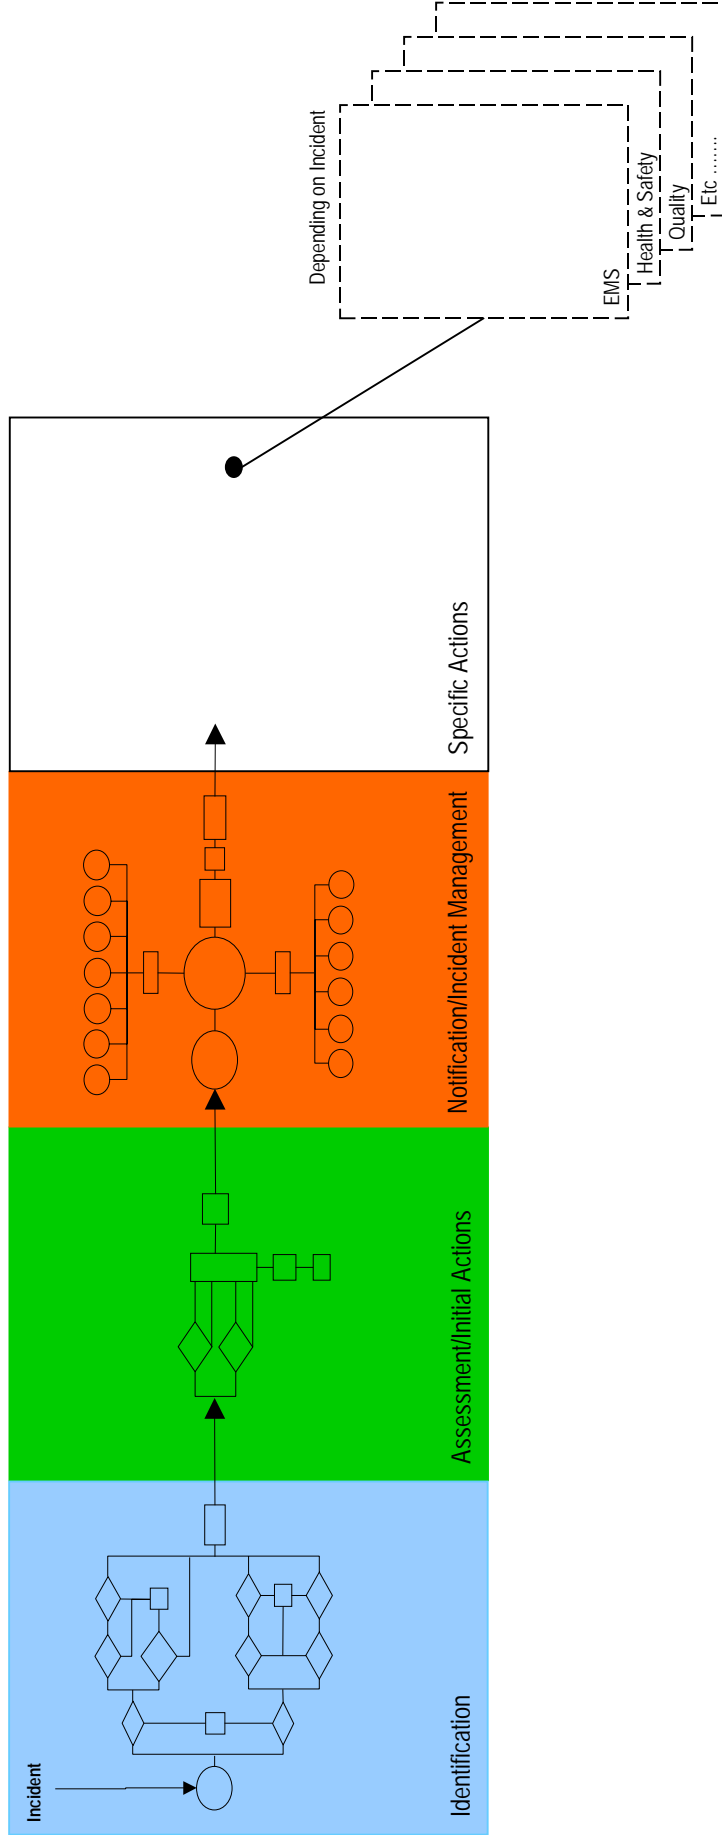 Incident
Identification
Assessment/Initial Actions
Notification/Incident Management
Specific Actions
Depending on Incident
EMS
Health & Safety
Quality
Etc .......